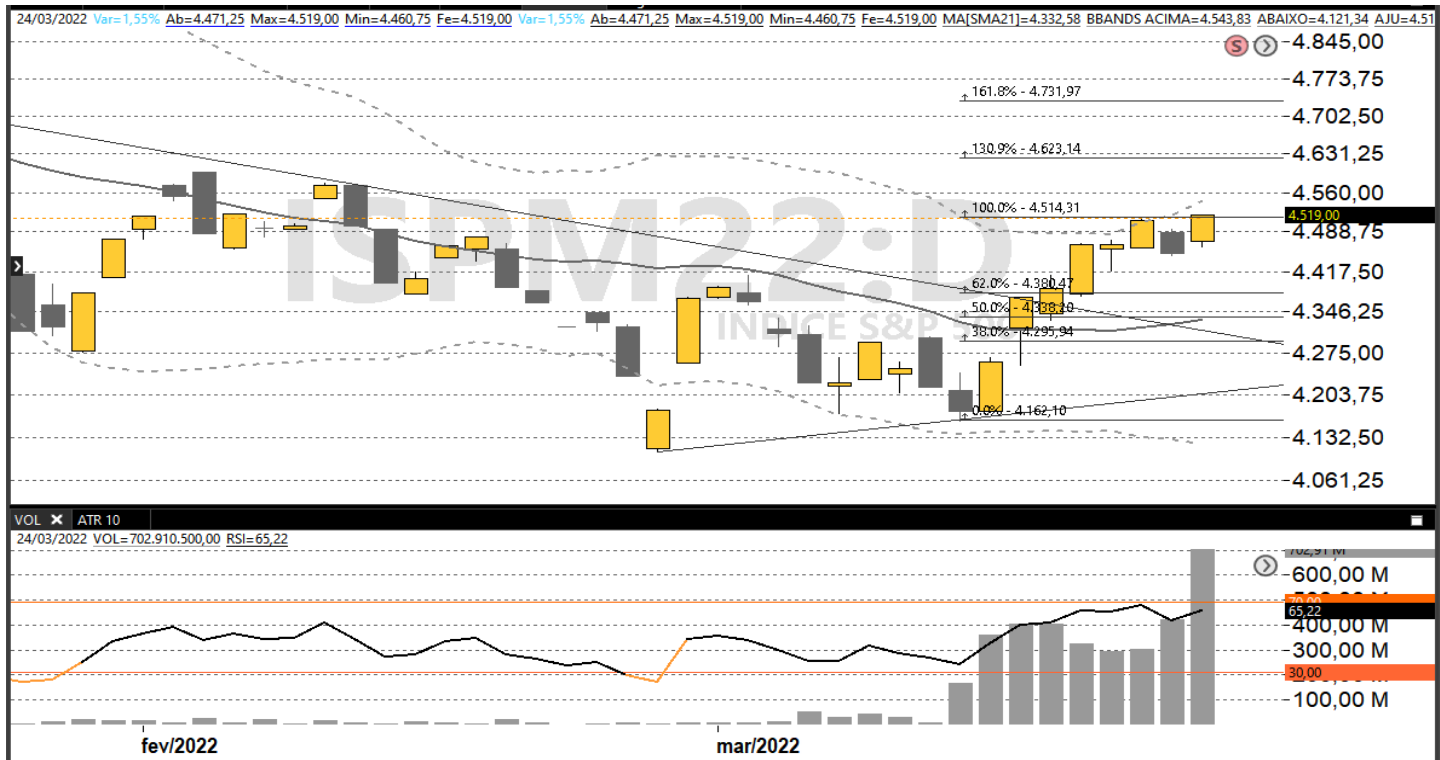 24/03/2022 Var=1,55% Ab=4.471,25 Max=4.519,00 Min=4.460,75 Fe=4.519,00 Var=1,55% Ab=4.471,25 Max=4.519,00 Min=4.460,75 Fe=4.519,00 MA[SMA21]=4.332,58 BBANDS ACIMA=4.543,83 ABAIXO=4.121,34 AJU=4.51
S
4.845,00
4.773,75
161.8% - 4.731,97
4.702,50
130.9% - 4.623,14
4.631,25
4.560,00
100.0% - 4.514,31
4.519,00
4.488,75
ISPM22:D
4.417,50
62.0% - 4.380,47
50.0% - 4.338,20
4.346,25
INDICE S&P 500
38.0% - 4.295,94
4.275,00
4.203,75
0.0% - 4.162,10
4.132,50
4.061,25
VOL ATR 10
24/03/2022 VOL=702.910.500,00 RSI=65,22
702,91 M
600,00 M
70,00
65,22
400,00 M
300,00 M
30,00
100,00 M
fev/2022 mar/2022